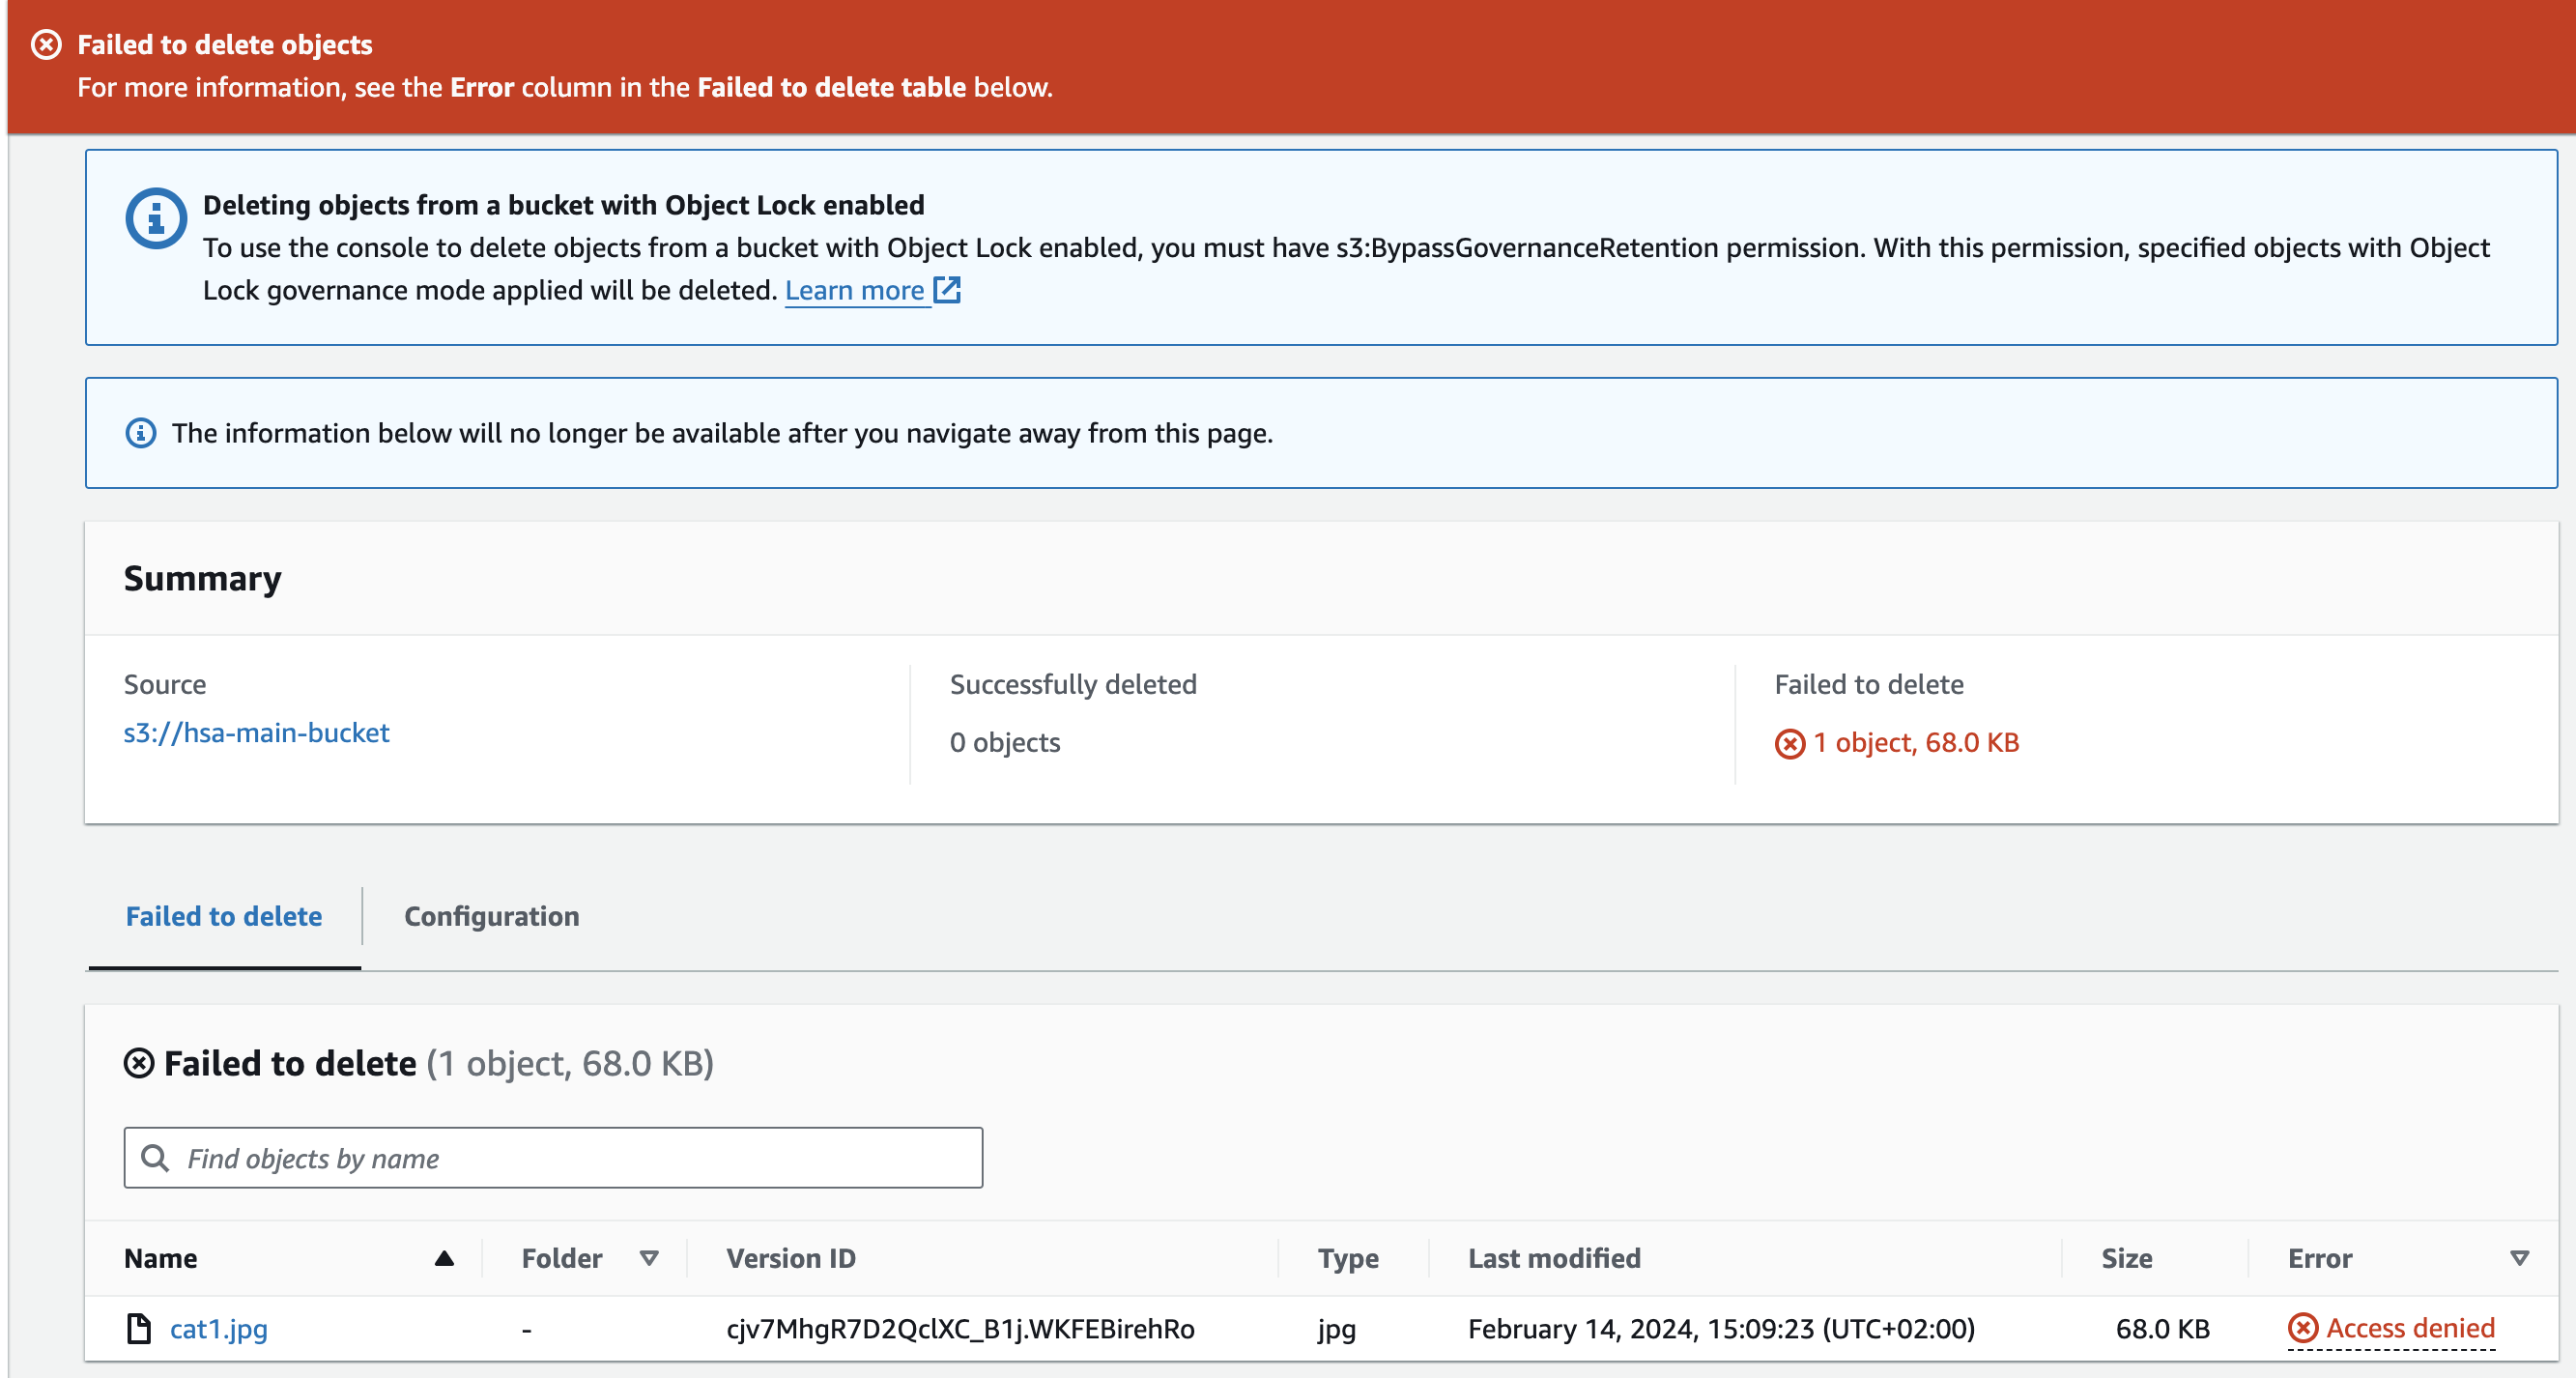 Failed to delete objects
For more information, see the Error column in the Failed to delete table below.
Deleting objects from a bucket with Object Lock enabled
To use the console to delete objects from a bucket with Object Lock enabled, you must have s3:BypassGovernanceRetention permission. With this permission, specified objects with Object
Lock governance mode applied will be deleted. Learn more
The information below will no longer be available after you navigate away from this page.
Summary
Source
s3://hsa-main-bucket
Successfully deleted
0 objects
Failed to delete
1 object, 68.0 KB
Failed to delete
Configuration
Failed to delete (1 object, 68.0 KB)
Find objects by name
Name Folder Version ID Type Last modified Size Error
cat1.jpg - cjv7MhgR7D2QclXC_B1j.WKFEBirehRo jpg February 14, 2024, 15:09:23 (UTC+02:00) 68.0 KB Access denied